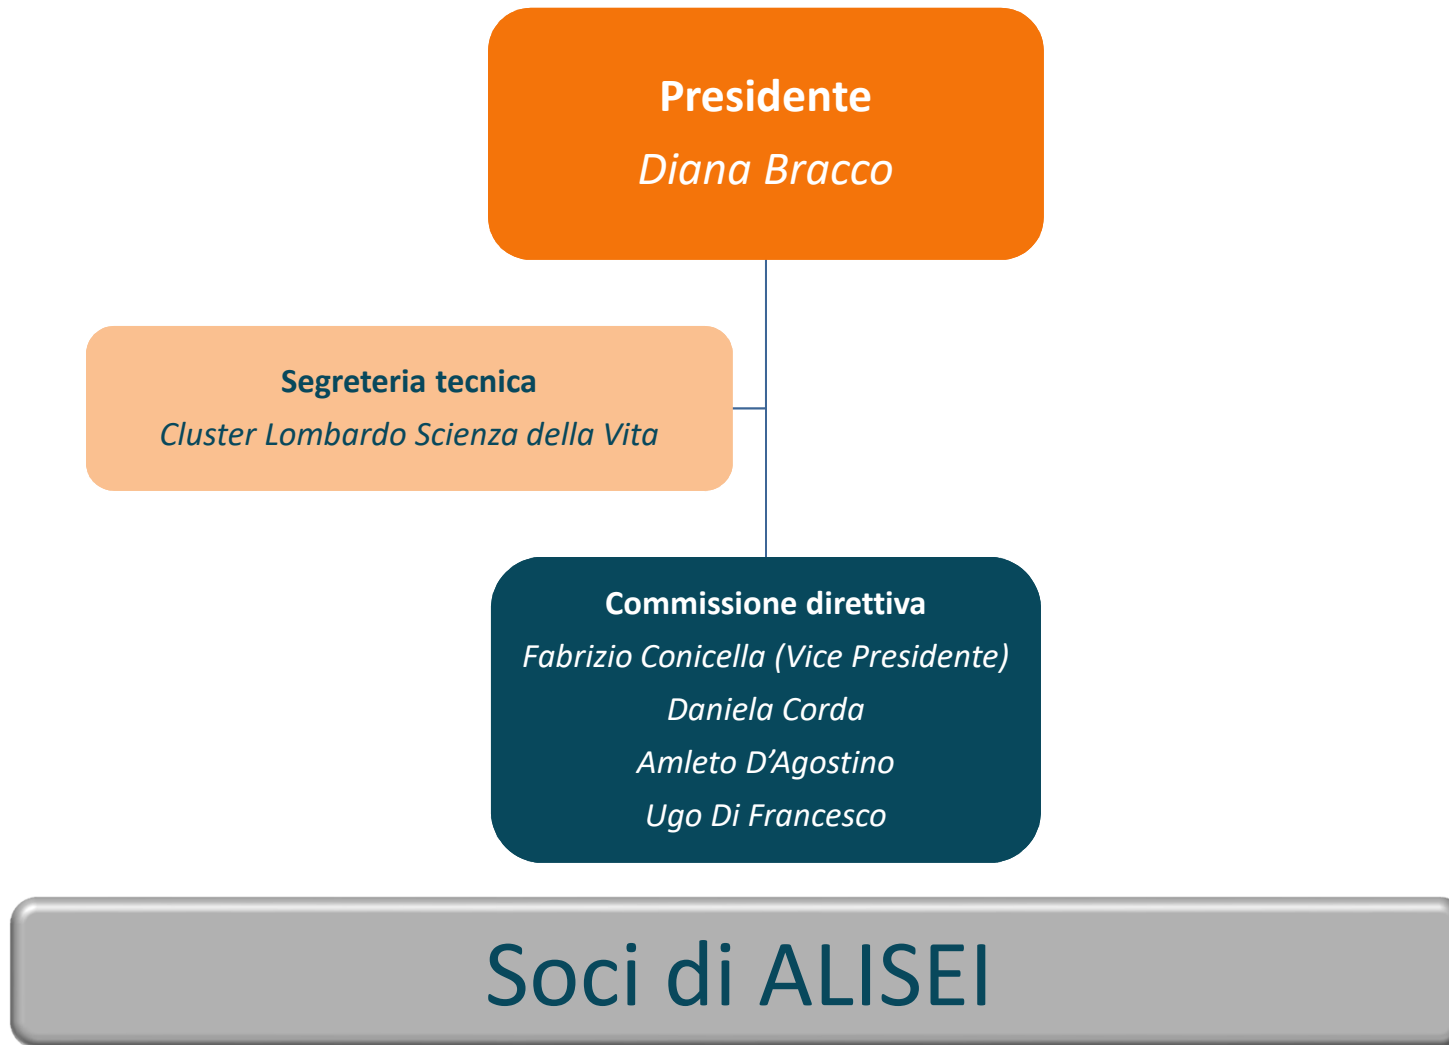 Presidente
Diana Bracco
Segreteria tecnica
Cluster Lombardo Scienza della Vita
Commissione direttiva
Fabrizio Conicella (Vice Presidente)
Daniela Corda
Amleto D’Agostino
Ugo Di Francesco
Soci di ALISEI